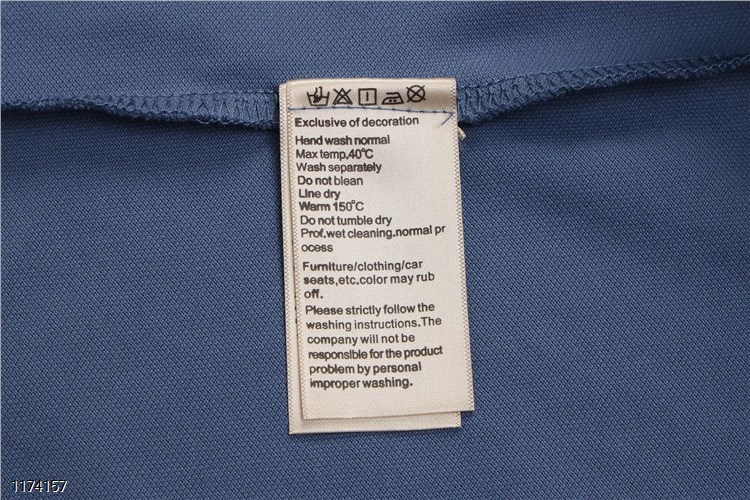 Exclusive of decoration
Hand wash normal
Max temp,40°C
Wash separately
Do not blean
Line dry
Warm 150°C
Do not tumble dry
Prof.wet cleaning.normal pr
ocess
Furniture/clothing/car
seats,etc.color may rub
off.
Please strictly follow the
washing instructions.The
company will not be
responsible for the product
problem by personal
improper washing.
1174157